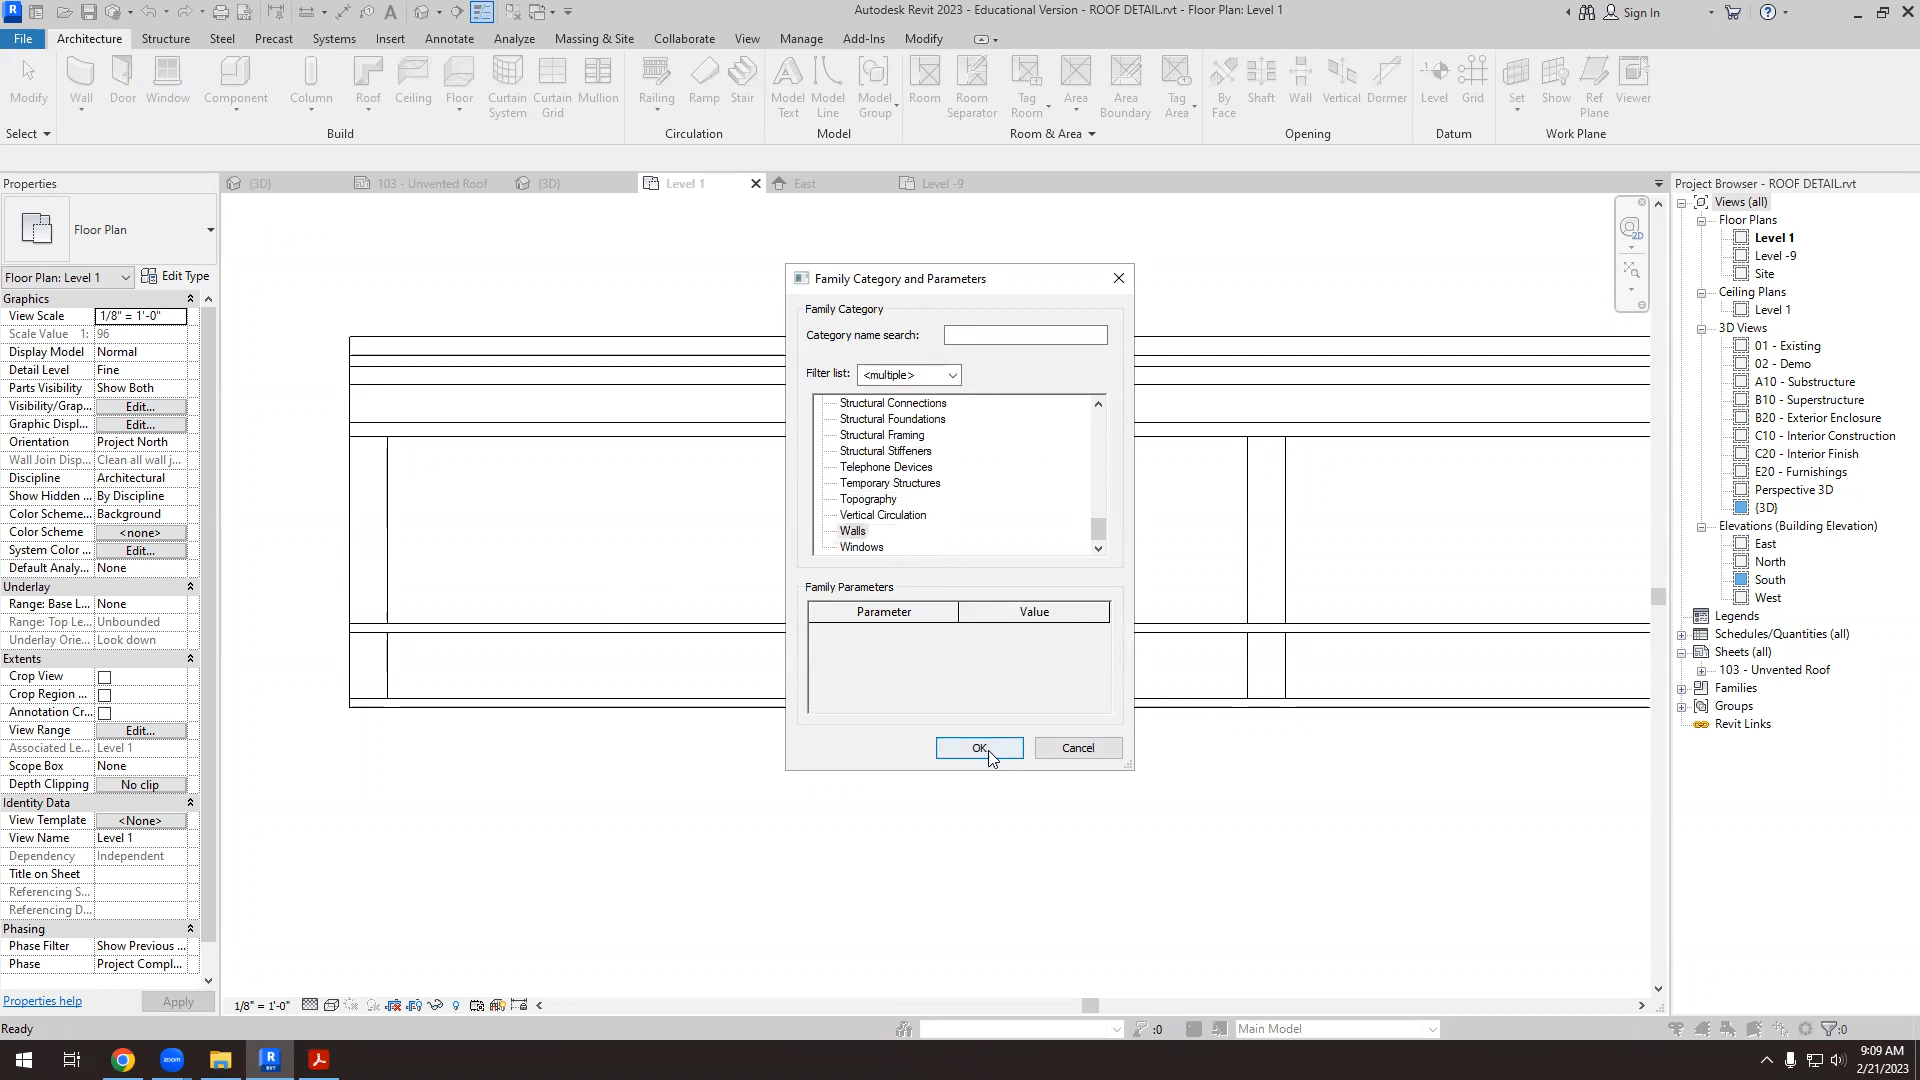 Autodesk Revit 2023 - Educational Version - ROOF DETAIL.rvt - Floor Plan: Level 1
Sign In
File Architecture Structure Steel Precast Systems Insert Annotate Analyze Massing & Site Collaborate View Manage Add-Ins Modify
Modify Wall Door Window Component Column Roof Ceiling Floor Curtain System Curtain Grid Mullion Railing Ramp Stair Model Text Model Line Model Group Room Room Separator Tag Room Area Area Boundary Tag Area By Face Shaft Wall Vertical Dormer Level Grid Set Show Ref Plane Viewer
Select Build Circulation Model Room & Area Opening Datum Work Plane
Properties
{3D} 103 - Unvented Roof {3D} Level 1 East Level -9
Floor Plan
Floor Plan: Level 1 Edit Type
Graphics
View Scale 1/8" = 1'-0"
Scale Value 1: 96
Display Model Normal
Detail Level Fine
Parts Visibility Show Both
Visibility/Grap... Edit...
Graphic Displ... Edit...
Orientation Project North
Wall Join Disp... Clean all wall j...
Discipline Architectural
Show Hidden ... By Discipline
Color Scheme... Background
Color Scheme <none>
System Color ... Edit...
Default Analy... None
Underlay
Range: Base L... None
Range: Top Le... Unbounded
Underlay Orie... Look down
Extents
Crop View
Crop Region ...
Annotation Cr...
View Range Edit...
Associated Le... Level 1
Scope Box None
Depth Clipping No clip
Identity Data
View Template <None>
View Name Level 1
Dependency Independent
Title on Sheet
Referencing S...
Referencing D...
Phasing
Phase Filter Show Previous ...
Phase Project Compl...
Properties help Apply
Family Category and Parameters
Family Category
Category name search:
Filter list: <multiple>
Structural Connections
Structural Foundations
Structural Framing
Structural Stiffeners
Telephone Devices
Temporary Structures
Topography
Vertical Circulation
Walls
Windows
Family Parameters
Parameter Value
OK Cancel
Project Browser - ROOF DETAIL.rvt
Views (all)
Floor Plans
Level 1
Level -9
Site
Ceiling Plans
Level 1
3D Views
01 - Existing
02 - Demo
A10 - Substructure
B10 - Superstructure
B20 - Exterior Enclosure
C10 - Interior Construction
C20 - Interior Finish
E20 - Furnishings
Perspective 3D
{3D}
Elevations (Building Elevation)
East
North
South
West
Legends
Schedules/Quantities (all)
Sheets (all)
103 - Unvented Roof
Families
Groups
Revit Links
2D
1/8" = 1'-0"
Ready :0 Main Model :0
zoom
9:09 AM
2/21/2023